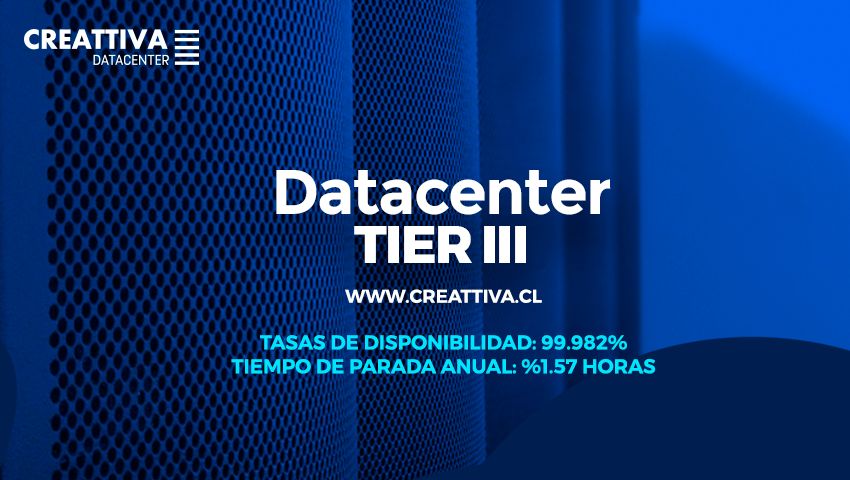 CREATTIVA
DATACENTER
Datacenter
TIER III
WWW.CREATTIVA.CL
TASAS DE DISPONIBILIDAD: 99.982%
TIEMPO DE PARADA ANUAL: %1.57 HORAS